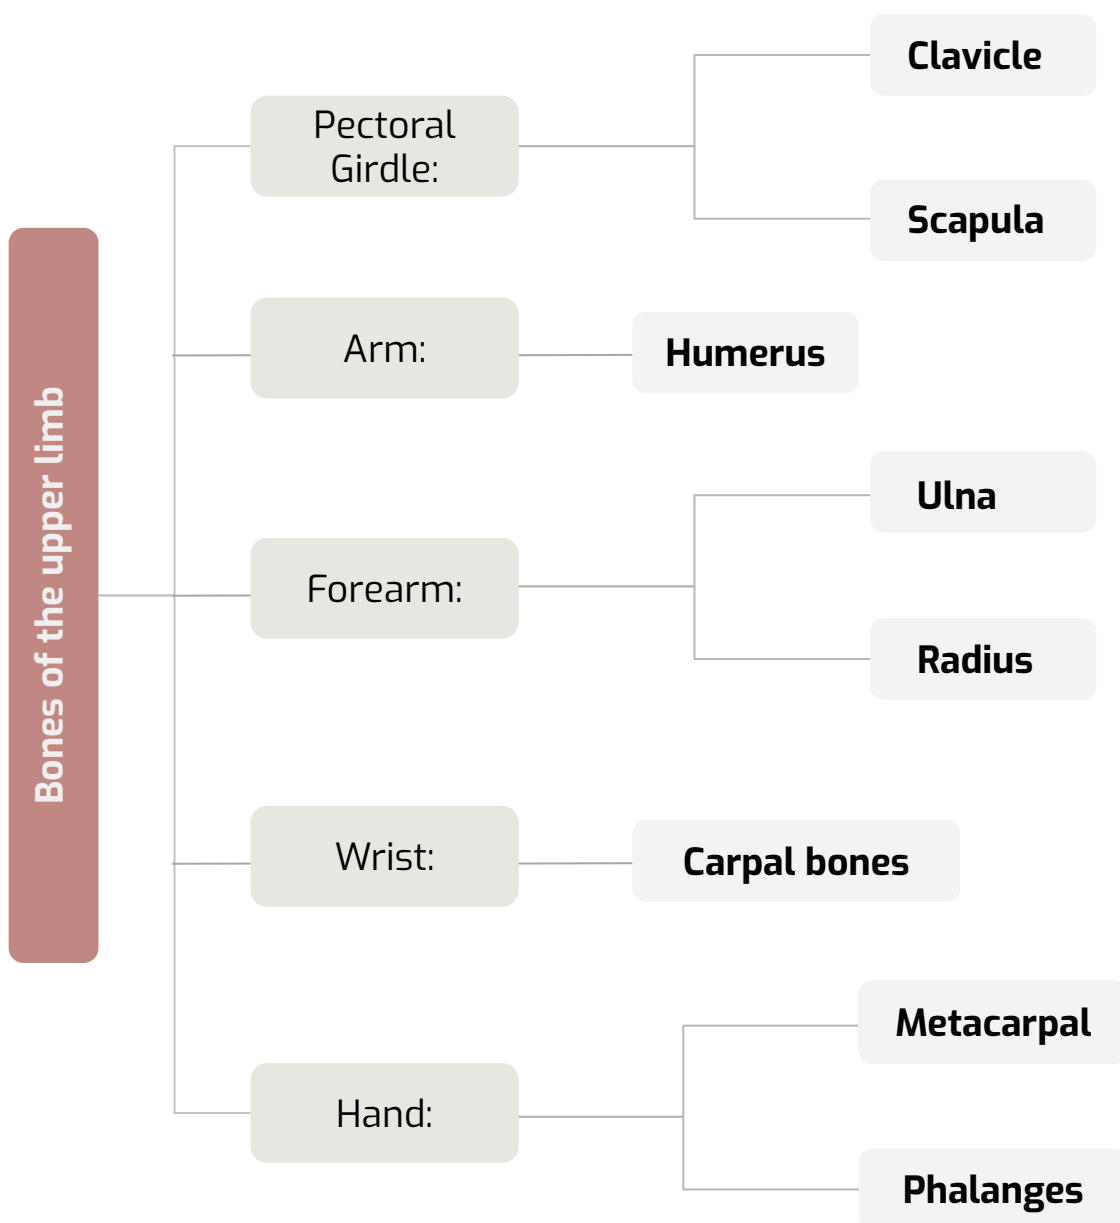 Bones of the upper limb
Pectoral
Girdle:
Clavicle
Scapula
Arm:
Humerus
Forearm:
Ulna
Radius
Wrist:
Carpal bones
Hand:
Metacarpal
Phalanges